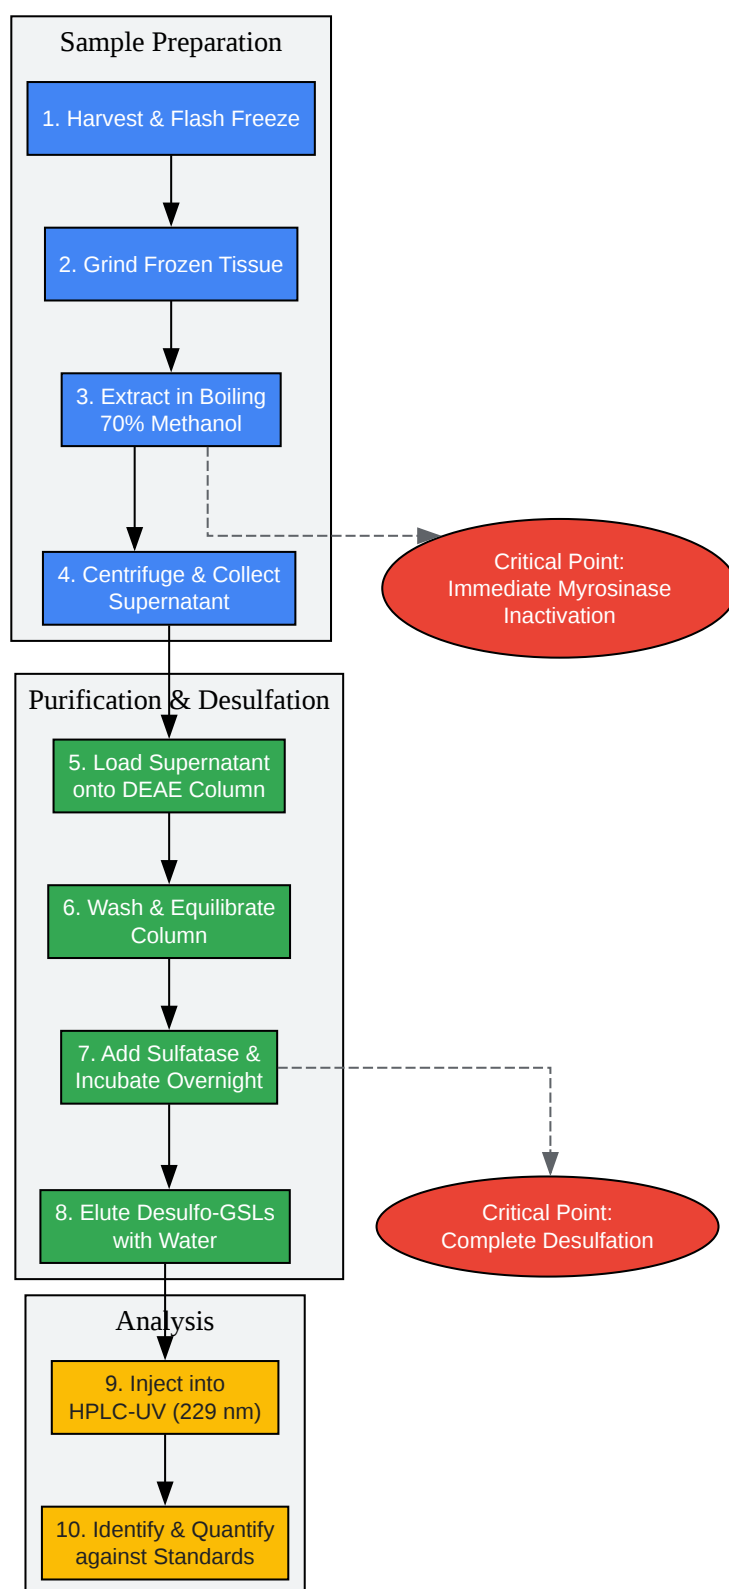 Sample Preparation
1. Harvest & Flash Freeze
2. Grind Frozen Tissue
3. Extract in Boiling
70% Methanol
4. Centrifuge & Collect
Supernatant
Critical Point:
Immediate Myrosinase
Inactivation
Purification & Desulfation
5. Load Supernatant
onto DEAE Column
6. Wash & Equilibrate
Column
7. Add Sulfatase &
Incubate Overnight
8. Elute Desulfo-GSLs
with Water
Critical Point:
Complete Desulfation
Analysis
9. Inject into
HPLC-UV (229 nm)
10. Identify & Quantify
against Standards